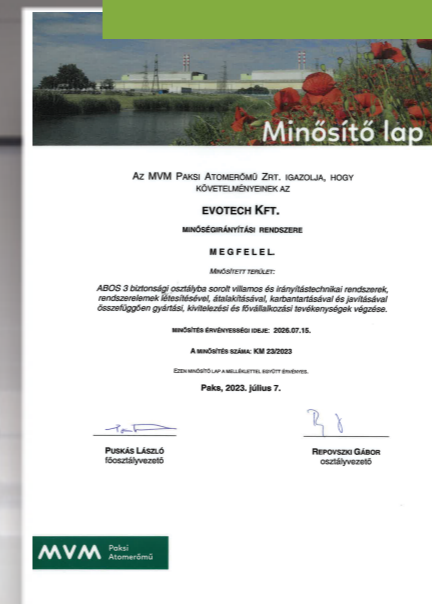 Minősítő lap
AZ MVM PAKSI ATOMERŐMŰ ZRT. IGAZOLJA, HOGY
KÖVETELMÉNYEINEK AZ
EVOTECH KFT.
MINŐSÉGIRÁNYÍTÁSI RENDSZERE
MEGFELEL.
MINŐSÍTETT TERÜLET:
ABOS 3 biztonsági osztályba sorolt villamos és irányítástechnikai rendszerek,
rendszerelemek létesítésével, átalakításával, karbantartásával és javításával
összefüggően gyártási, kivitelezési és fővállalkozási tevékenységek végzése.
MINŐSÍTÉS ÉRVÉNYESSÉGI IDEJE: 2026.07.15.
A MINŐSÍTÉS SZÁMA: KM 23/2023
EZEN MINŐSÍTŐ LAP A MELLÉKLETTEL EGYÜTT ÉRVÉNYES.
Paks, 2023. július 7.
PUSKÁS LÁSZLÓ
főosztályvezető
REPOVSZKI GÁBOR
osztályvezető
MVM Paksi
Atomerőmű